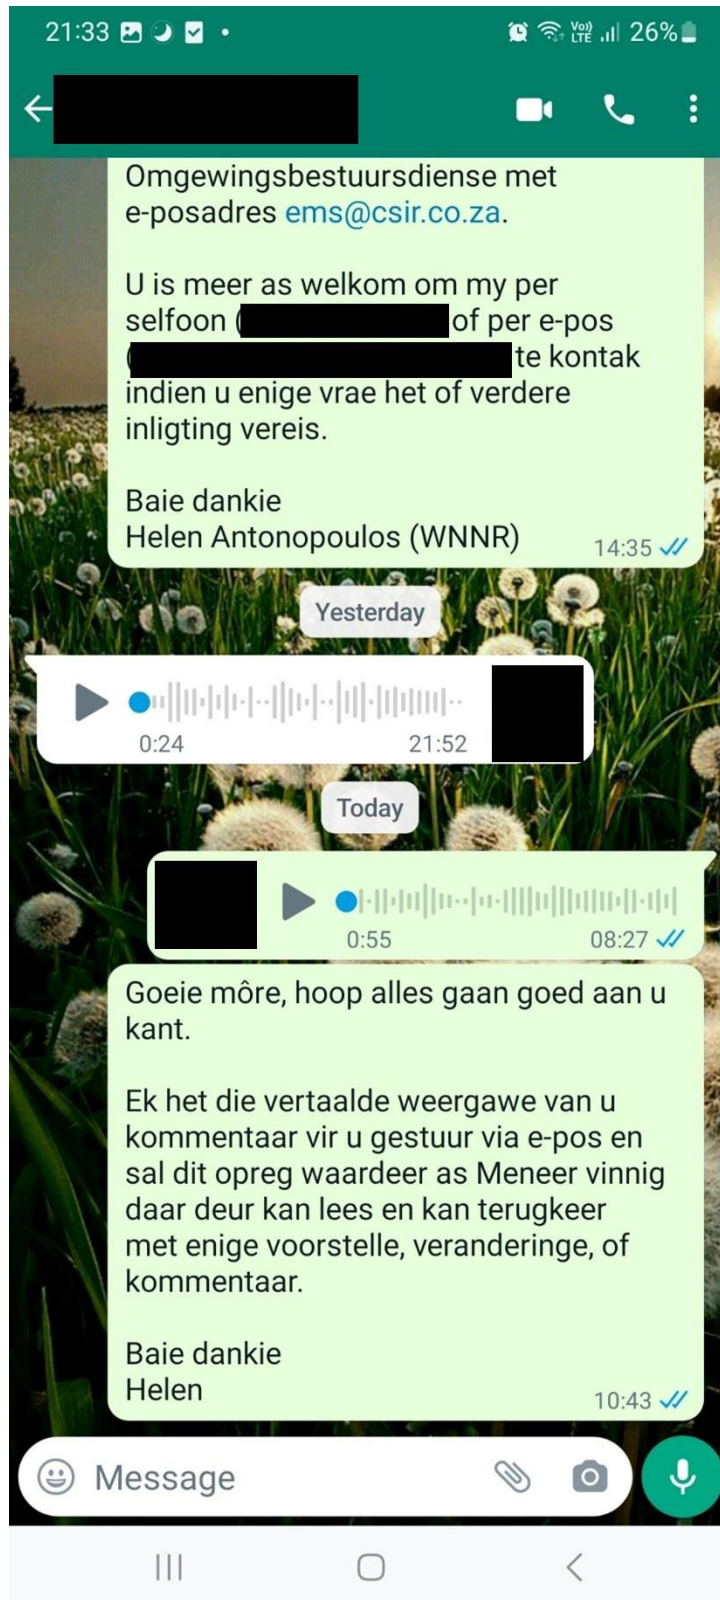 21:33
Vo)) LTE 26%
Omgewingsbestuursdienste met
e-posadres ems@csir.co.za.
U is meer as welkom om my per
selfoon ( of per e-pos
( te kontak
indien u enige vrae het of verdere
inligting vereis.
Baie dankie
Helen Antonopoulos (WNNR)
14:35
Yesterday
0:24 21:52
Today
0:55 08:27
Goeie môre, hoop alles gaan goed aan u
kant.
Ek het die vertaalde weergawe van u
kommentaar vir u gestuur via e-pos en
sal dit opreg waardeer as Meneer vinnig
daar deur kan lees en kan terugkeer
met enige voorstelle, veranderinge, of
kommentaar.
Baie dankie
Helen
10:43
Message